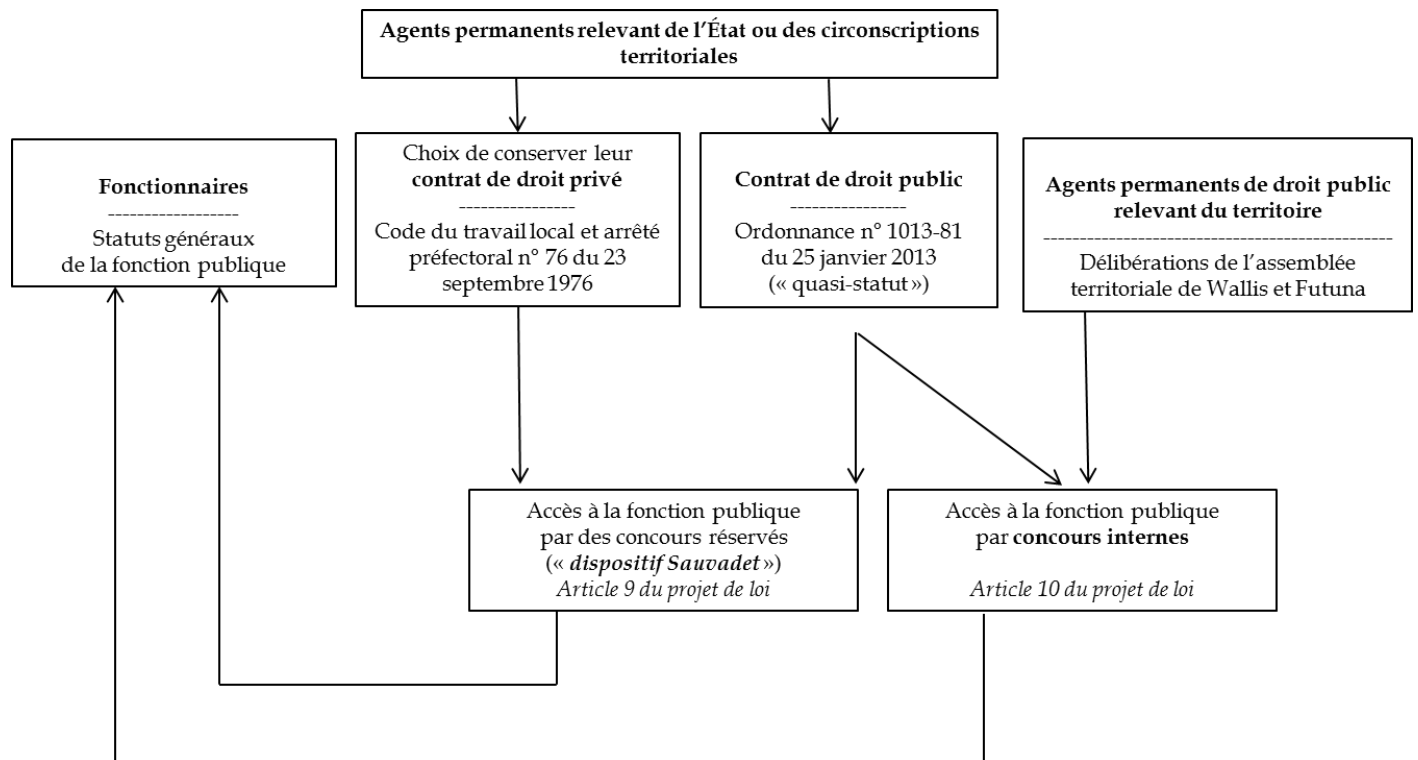 Agents permanents relevant de l’État ou des circonscriptions
territoriales
Fonctionnaires
------------------
Statuts généraux
de la fonction publique
Choix de conserver leur
contrat de droit privé
----------------
Code du travail local et arrêté
préfectoral n° 76 du 23
septembre 1976
Contrat de droit public
----------------
Ordonnance n° 1013-81
du 25 janvier 2013
(« quasi-statut »)
Agents permanents de droit public
relevant du territoire
------------------------------------------------
Délibérations de l’assemblée
territoriale de Wallis et Futuna
Accès à la fonction publique
par des concours réservés
(« dispositif Sauvadet »)
Article 9 du projet de loi
Accès à la fonction publique
par concours internes
Article 10 du projet de loi